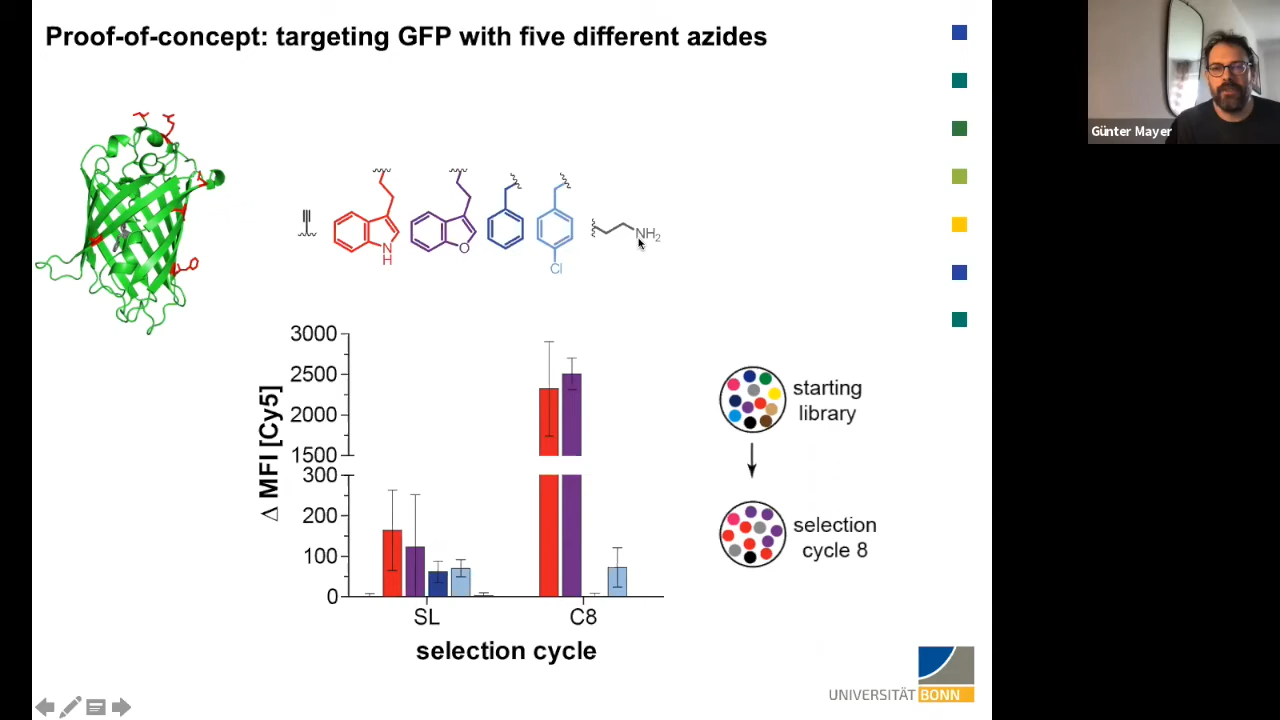 Proof-of-concept: targeting GFP with five different azides
Günter Mayer
N
H
O
Cl
NH2
3000
2500
2000
1500
300
200
100
0
Δ MFI [Cy5]
SL
C8
selection cycle
starting
library
selection
cycle 8
UNIVERSITÄT BONN